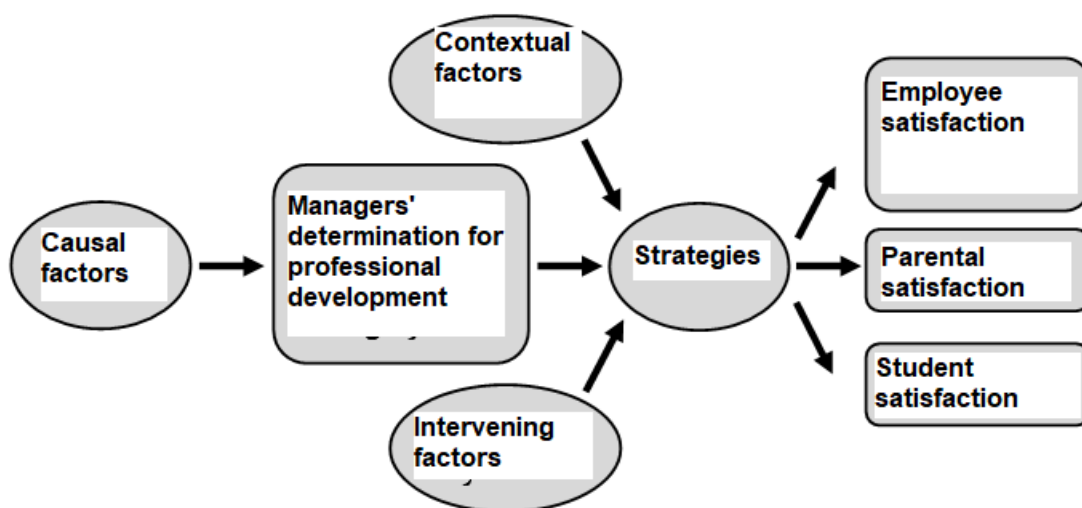 Contextual
factors
Employee
satisfaction
Managers'
determination for
professional
development
Causal
factors
Strategies
Parental
satisfaction
Student
satisfaction
Intervening
factors